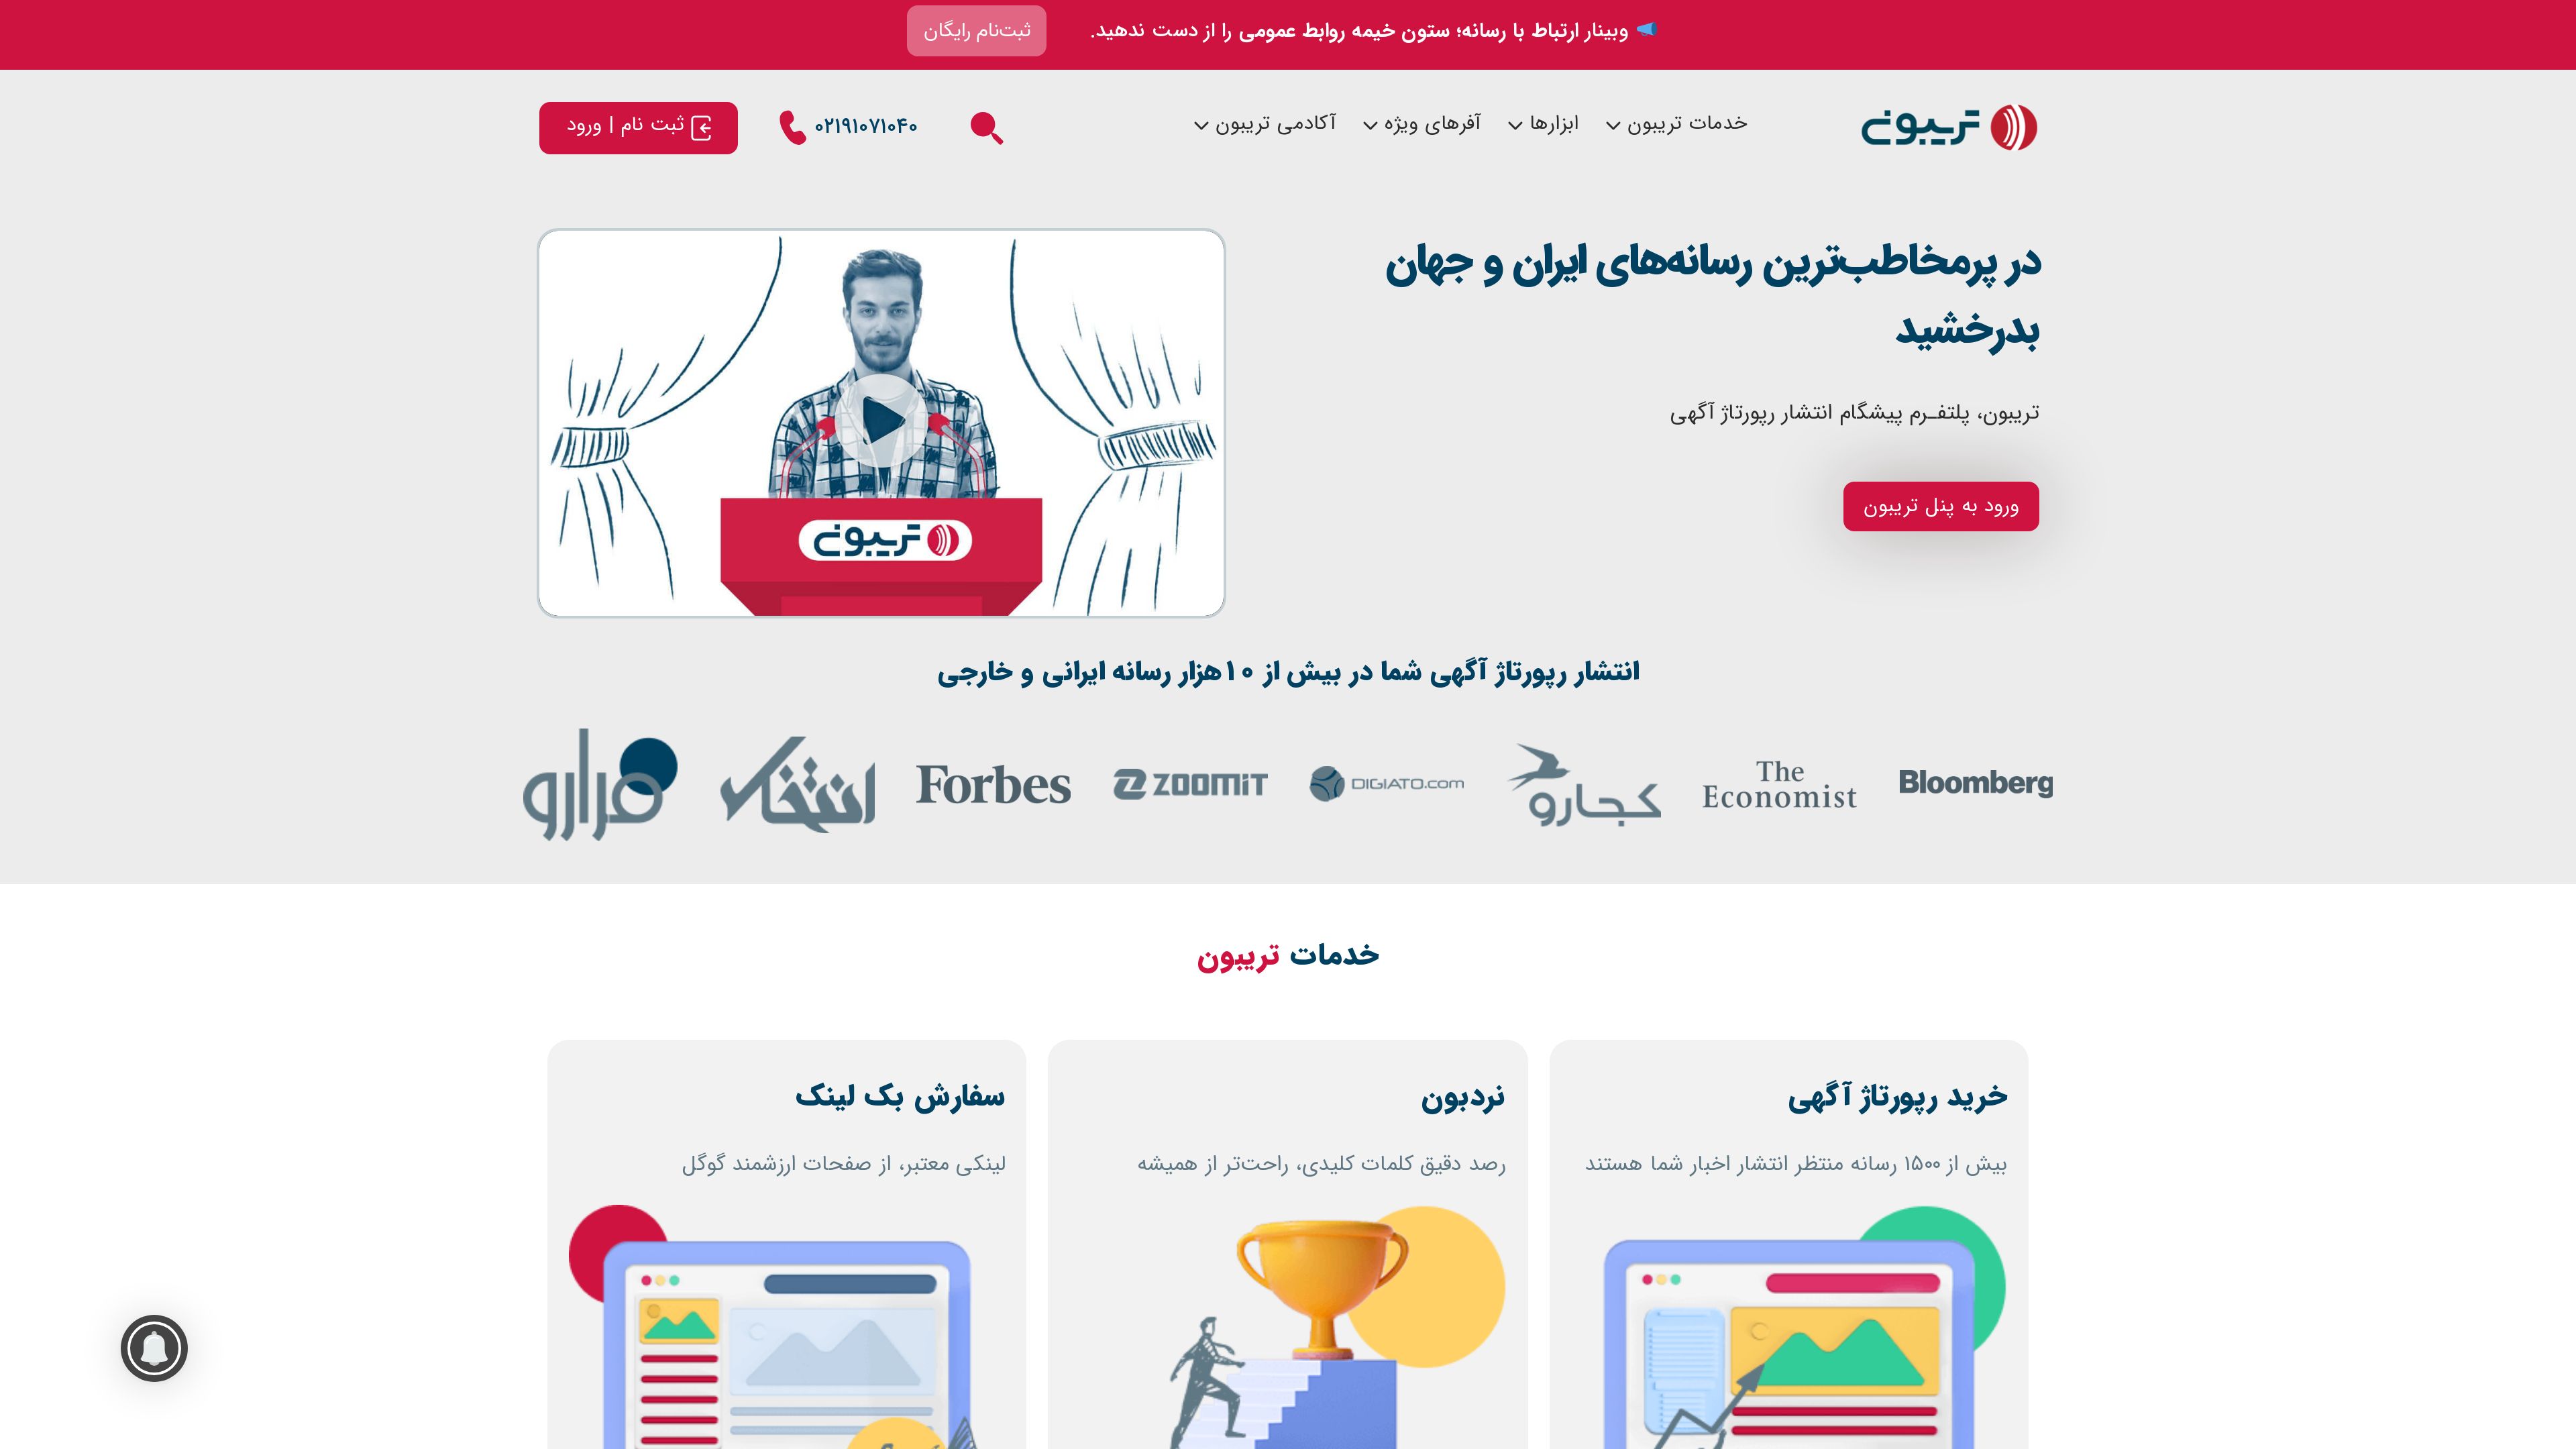 وبینار ارتباط با رسانه؛ ستون خیمه روابط عمومی را از دست ندهید.
ثبت‌نام رایگان
تریبون
خدمات تریبون
ابزارها
آفرهای ویژه
آکادمی تریبون
۰۲۱۹۱۰۷۱۰۴۰
ثبت نام | ورود
در پرمخاطب‌ترین رسانه‌های ایران و جهان
بدرخشید
تریبون، پلتفـرم پیشگام انتشار رپورتاژ آگهی
ورود به پنل تریبون
تریبون
انتشار رپورتاژ آگهی شما در بیش از ۱۰هزار رسانه ایرانی و خارجی
Bloomberg
The
Economist
کجارو
DIGIATO.com
ZOOMIT
Forbes
انتخاب
فرارو
خدمات تریبون
خرید رپورتاژ آگهی
بیش از ۱۵۰۰ رسانه منتظر انتشار اخبار شما هستند
نردبون
رصد دقیق کلمات کلیدی، راحت‌تر از همیشه
سفارش بک لینک
لینکی معتبر، از صفحات ارزشمند گوگل